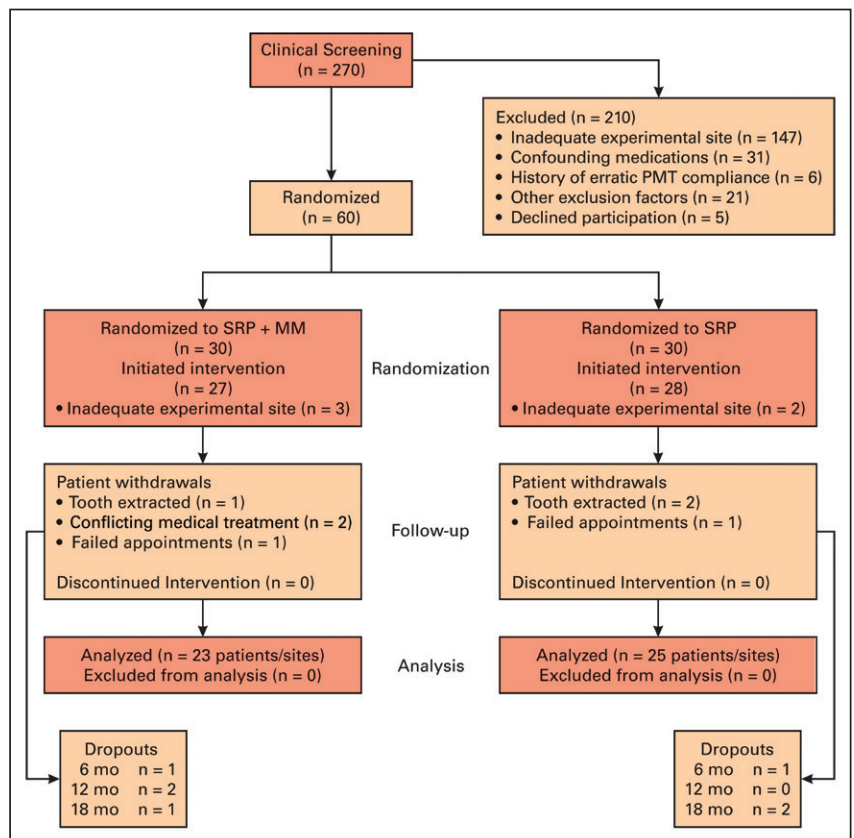 Clinical Screening
(n = 270)
Excluded (n = 210)
• Inadequate experimental site (n = 147)
• Confounding medications (n = 31)
• History of erratic PMT compliance (n = 6)
• Other exclusion factors (n = 21)
• Declined participation (n = 5)
Randomized
(n = 60)
Randomized to SRP + MM
(n = 30)
Initiated intervention
(n = 27)
• Inadequate experimental site (n = 3)
Randomization
Randomized to SRP
(n = 30)
Initiated intervention
(n = 28)
• Inadequate experimental site (n = 2)
Patient withdrawals
• Tooth extracted (n = 1)
• Conflicting medical treatment (n = 2)
• Failed appointments (n = 1)
Discontinued Intervention (n = 0)
Follow-up
Patient withdrawals
• Tooth extracted (n = 2)
• Failed appointments (n = 1)
Discontinued Intervention (n = 0)
Analyzed (n = 23 patients/sites)
Excluded from analysis (n = 0)
Analysis
Analyzed (n = 25 patients/sites)
Excluded from analysis (n = 0)
Dropouts
6 mo n = 1
12 mo n = 2
18 mo n = 1
Dropouts
6 mo n = 1
12 mo n = 0
18 mo n = 2